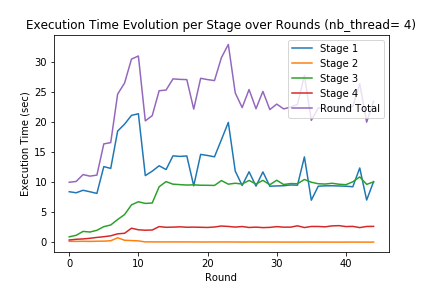 Execution Time Evolution per Stage over Rounds (nb_thread= 4)
Execution Time (sec)
30
25
20
15
10
5
0
0
10
20
30
40
Round
Stage 1
Stage 2
Stage 3
Stage 4
Round Total